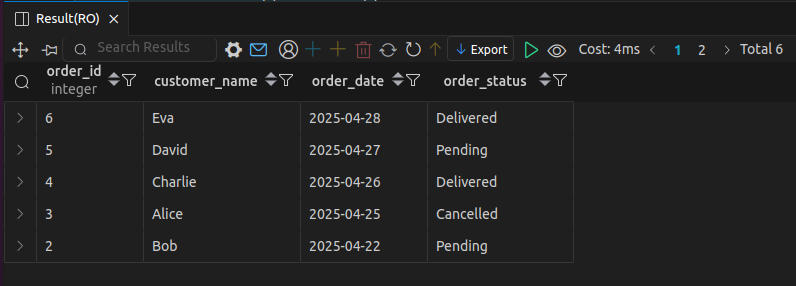 Result(RO)
Search Results Export Cost: 4ms 1 2 Total 6
order_id customer_name order_date order_status
integer
6 Eva 2025-04-28 Delivered
5 David 2025-04-27 Pending
4 Charlie 2025-04-26 Delivered
3 Alice 2025-04-25 Cancelled
2 Bob 2025-04-22 Pending